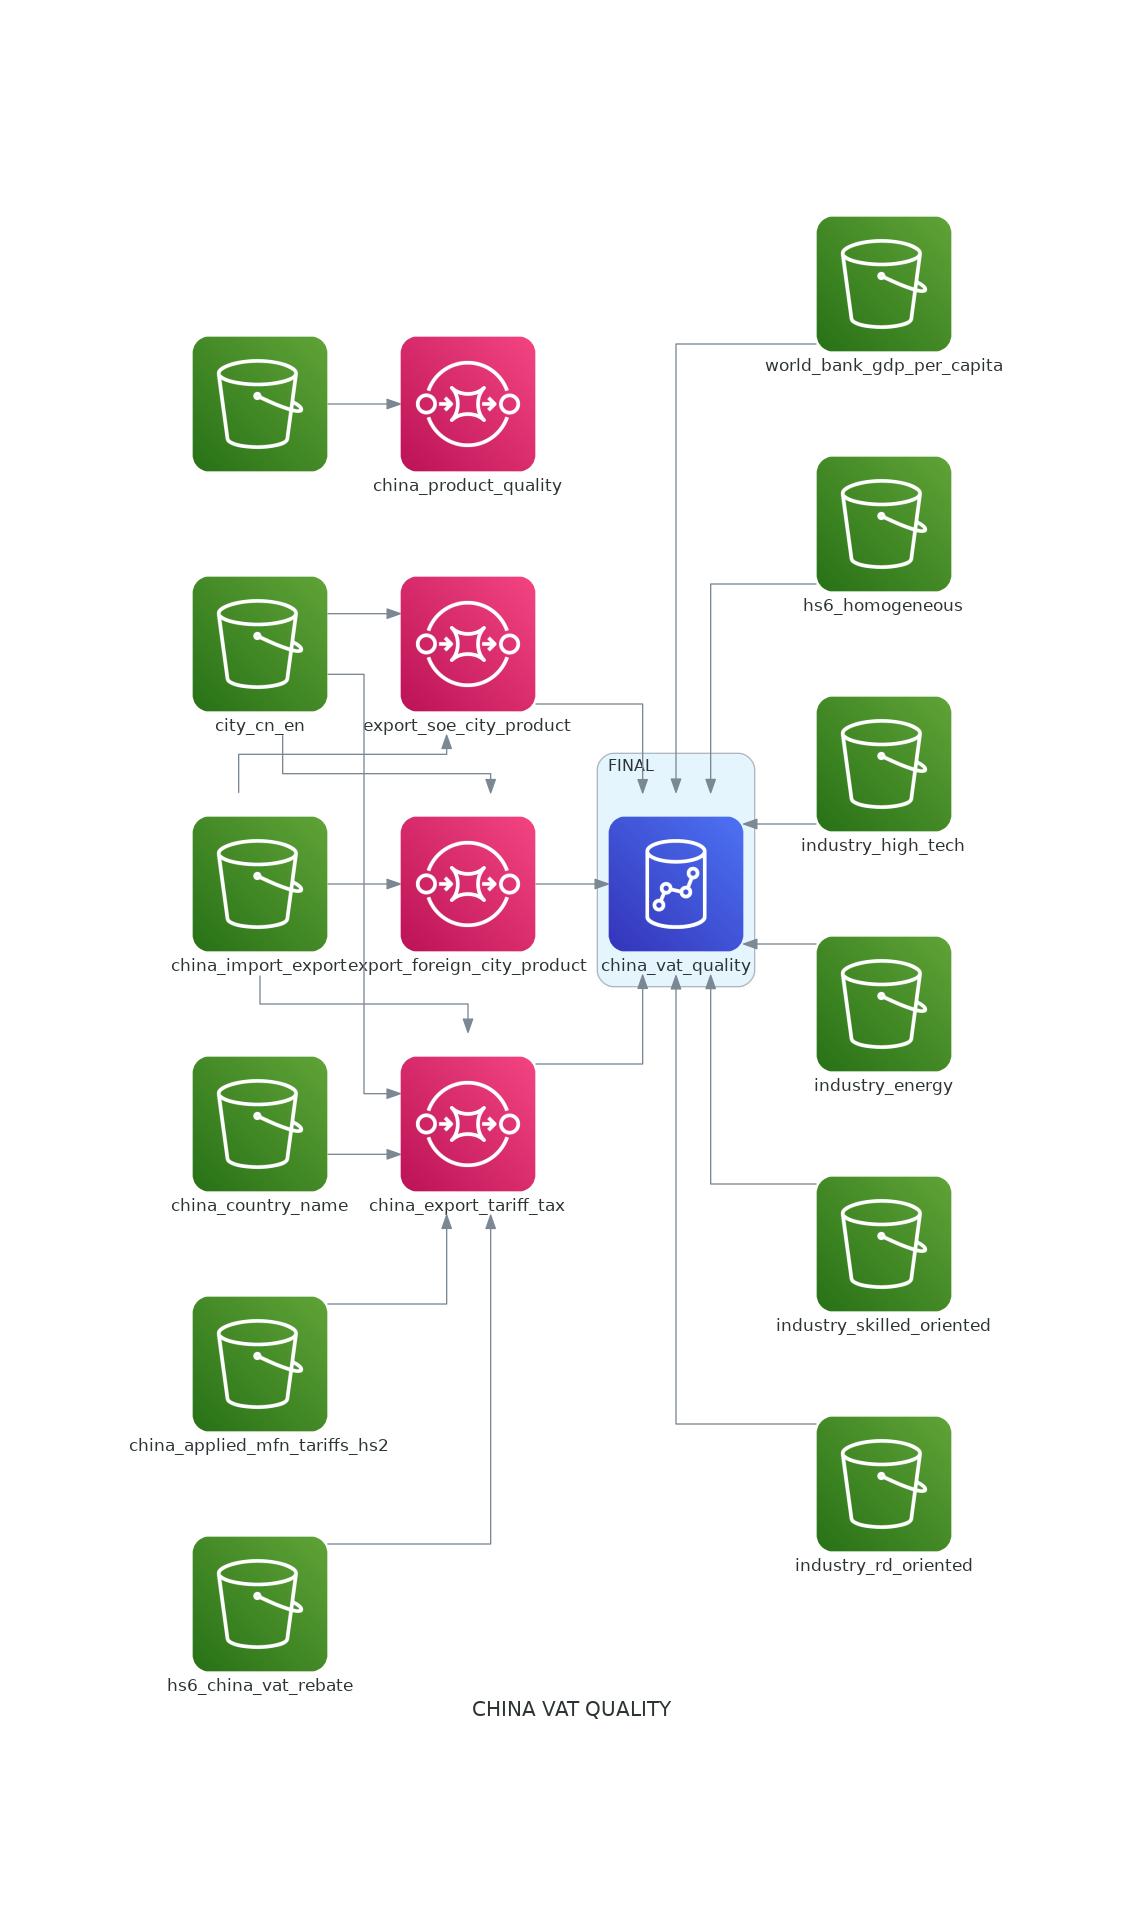 world_bank_gdp_per_capita
china_product_quality
hs6_homogeneous
city_cn_en
export_soe_city_product
FINAL
industry_high_tech
china_import_export
export_foreign_city_product
china_vat_quality
industry_energy
china_country_name
china_export_tariff_tax
industry_skilled_oriented
china_applied_mfn_tariffs_hs2
industry_rd_oriented
hs6_china_vat_rebate
CHINA VAT QUALITY